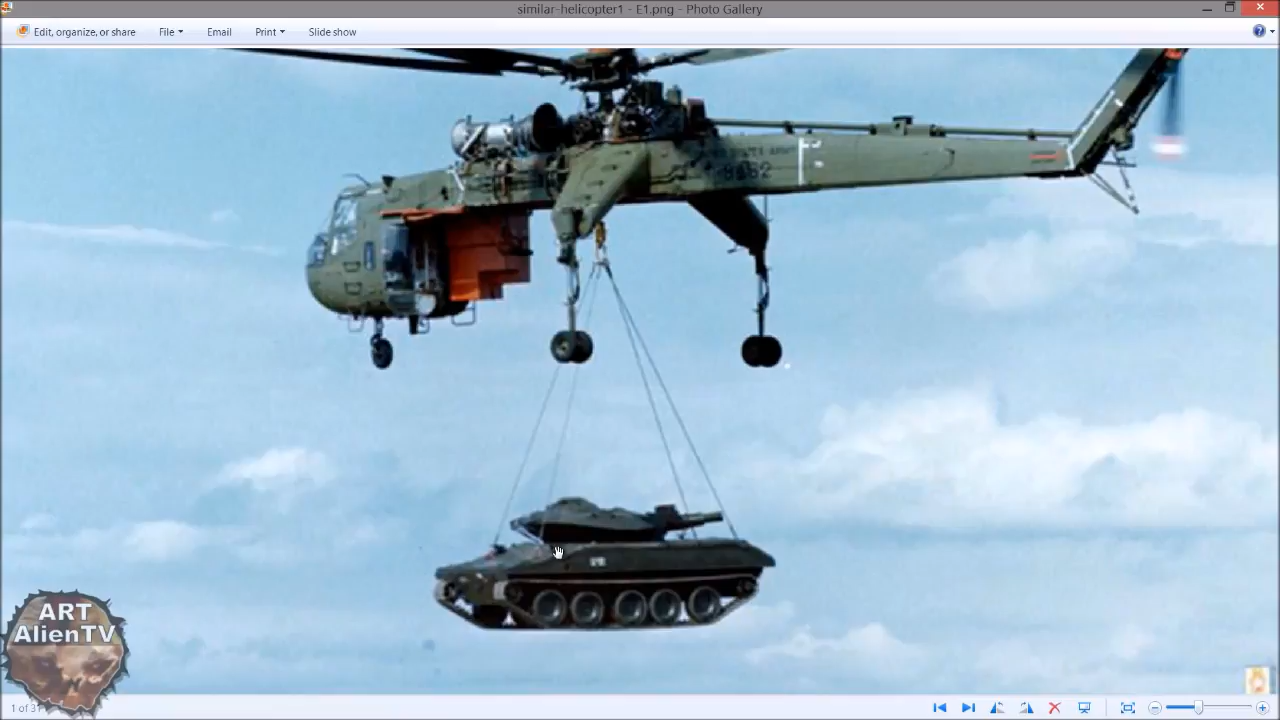 similar-helicopter1 - E1.png - Photo Gallery
Edit, organize, or share
File
Email
Print
Slide show
ART
AlienTV
1 of 31